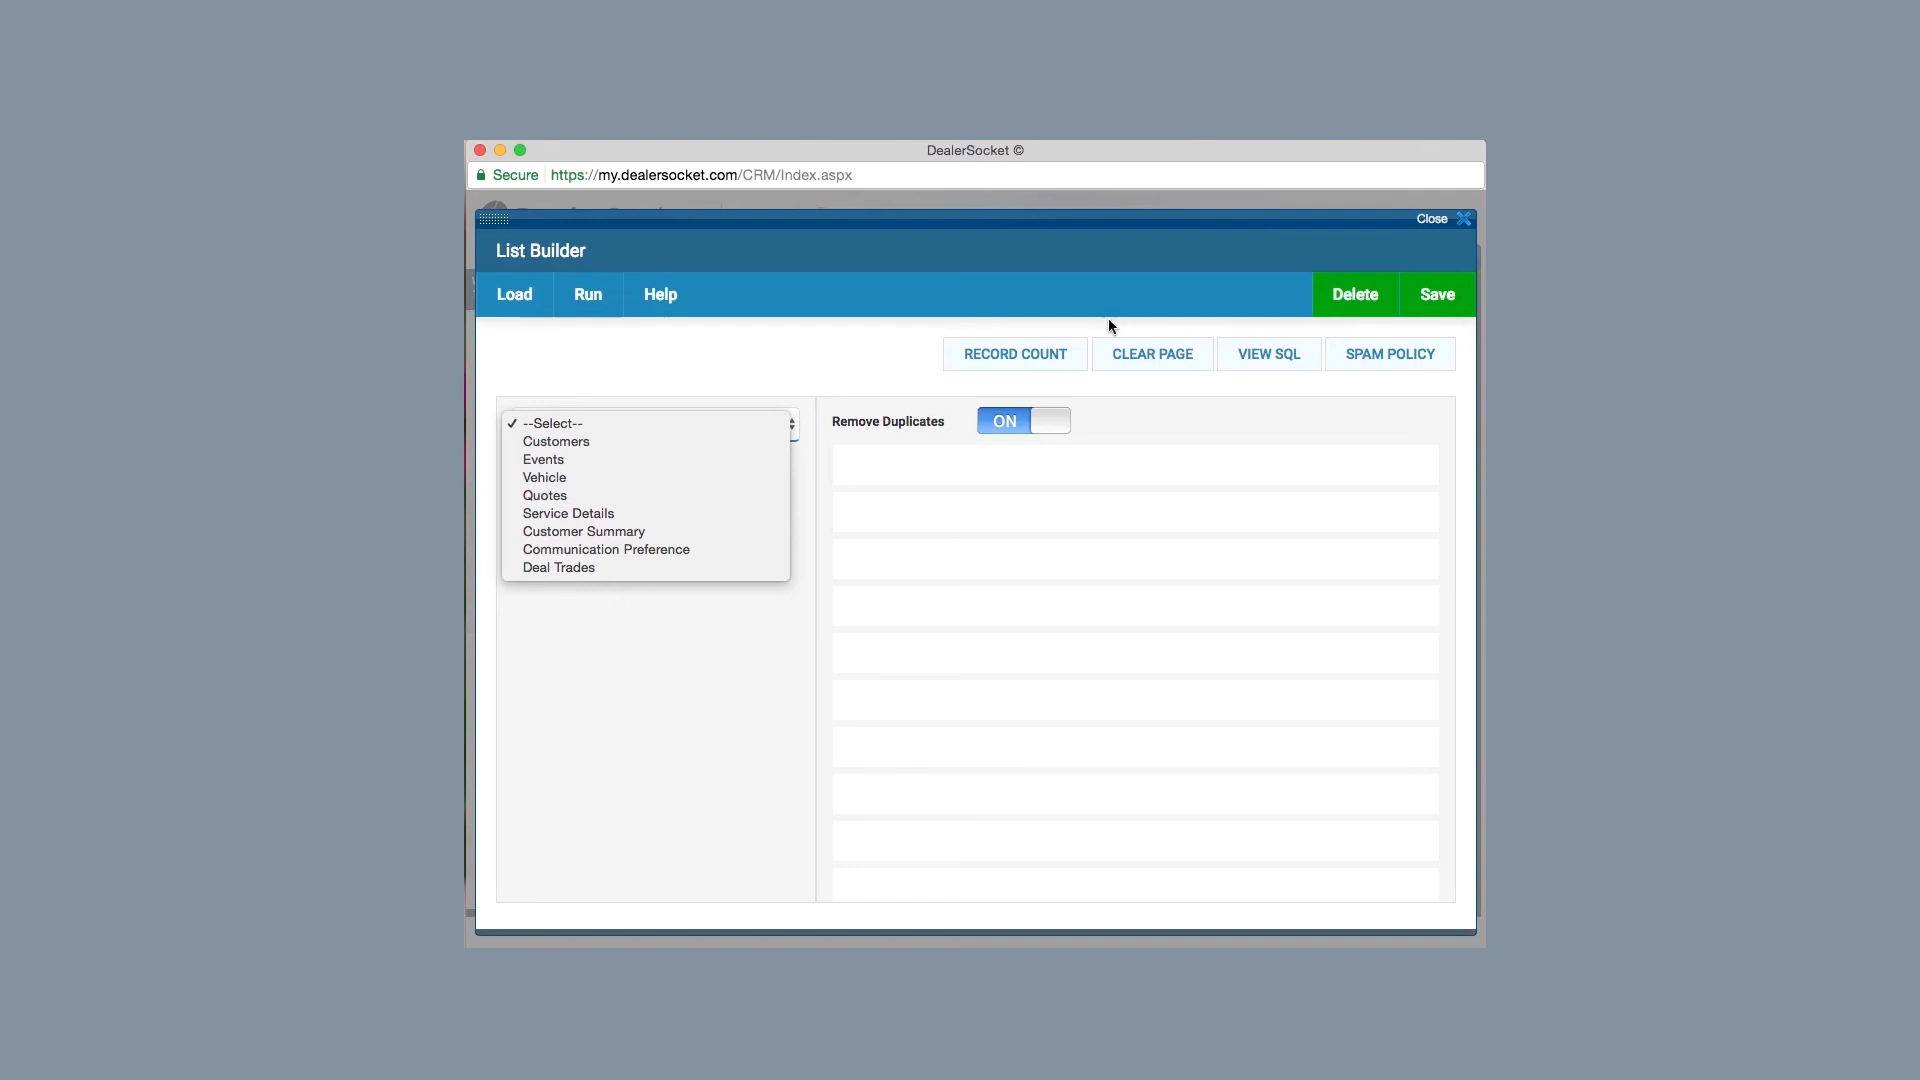 DealerSocket ©
Secure https://my.dealersocket.com/CRM/Index.aspx
Close
List Builder
Load Run Help Delete Save
RECORD COUNT CLEAR PAGE VIEW SQL SPAM POLICY
✓ --Select--
Customers
Events
Vehicle
Quotes
Service Details
Customer Summary
Communication Preference
Deal Trades
Remove Duplicates ON